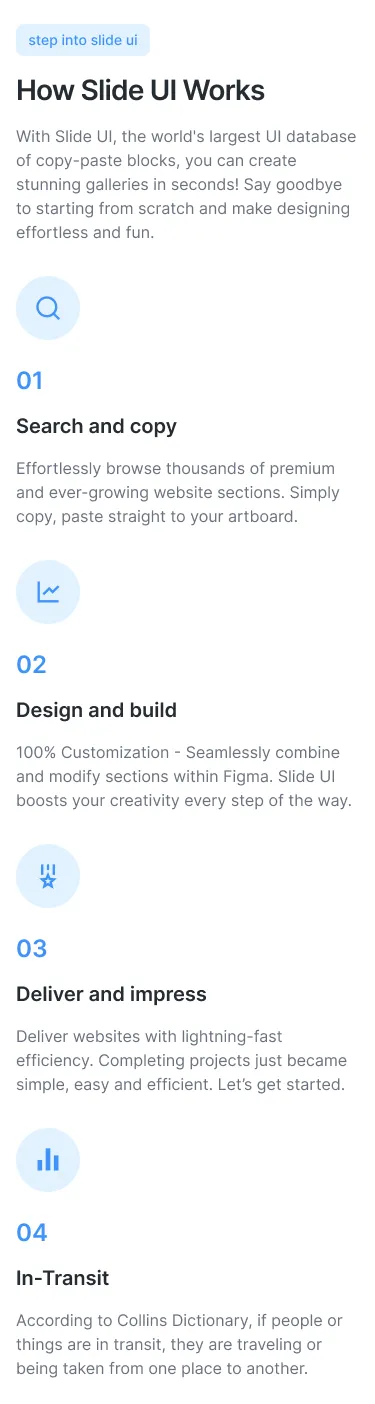 step into slide ui
How Slide UI Works
With Slide UI, the world's largest UI database
of copy-paste blocks, you can create
stunning galleries in seconds! Say goodbye
to starting from scratch and make designing
effortless and fun.
01
Search and copy
Effortlessly browse thousands of premium
and ever-growing website sections. Simply
copy, paste straight to your artboard.
02
Design and build
100% Customization - Seamlessly combine
and modify sections within Figma. Slide UI
boosts your creativity every step of the way.
03
Deliver and impress
Deliver websites with lightning-fast
efficiency. Completing projects just became
simple, easy and efficient. Let’s get started.
04
In-Transit
According to Collins Dictionary, if people or
things are in transit, they are traveling or
being taken from one place to another.